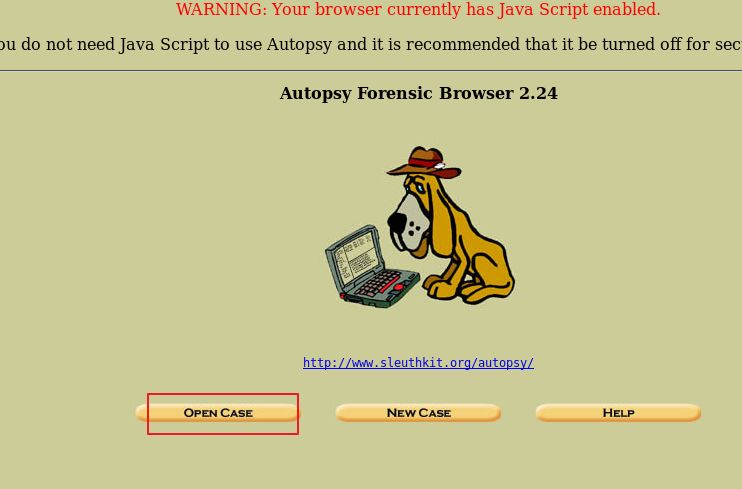 WARNING: Your browser currently has Java Script enabled.
ou do not need Java Script to use Autopsy and it is recommended that it be turned off for sec
Autopsy Forensic Browser 2.24
http://www.sleuthkit.org/autopsy/
OPEN CASE
NEW CASE
HELP